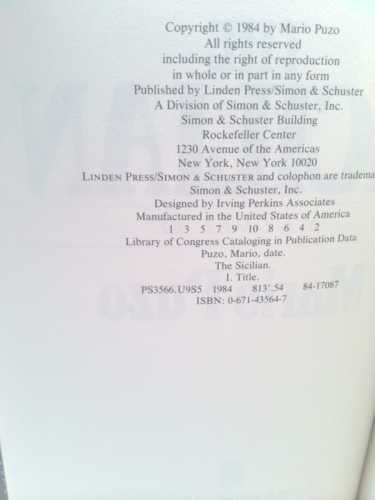 Copyright © 1984 by Mario Puzo
All rights reserved
including the right of reproduction
in whole or in part in any form
Published by Linden Press/Simon & Schuster
A Division of Simon & Schuster, Inc.
Simon & Schuster Building
Rockefeller Center
1230 Avenue of the Americas
New York, New York 10020
LINDEN PRESS/SIMON & SCHUSTER and colophon are tradema
Simon & Schuster, Inc.
Designed by Irving Perkins Associates
Manufactured in the United States of America
1 3 5 7 9 10 8 6 4 2
Library of Congress Cataloging in Publication Data
Puzo, Mario, date.
The Sicilian.
I. Title.
PS3566.U9S5 1984 813'.54 84-17087
ISBN: 0-671-43564-7
Mario Puzo